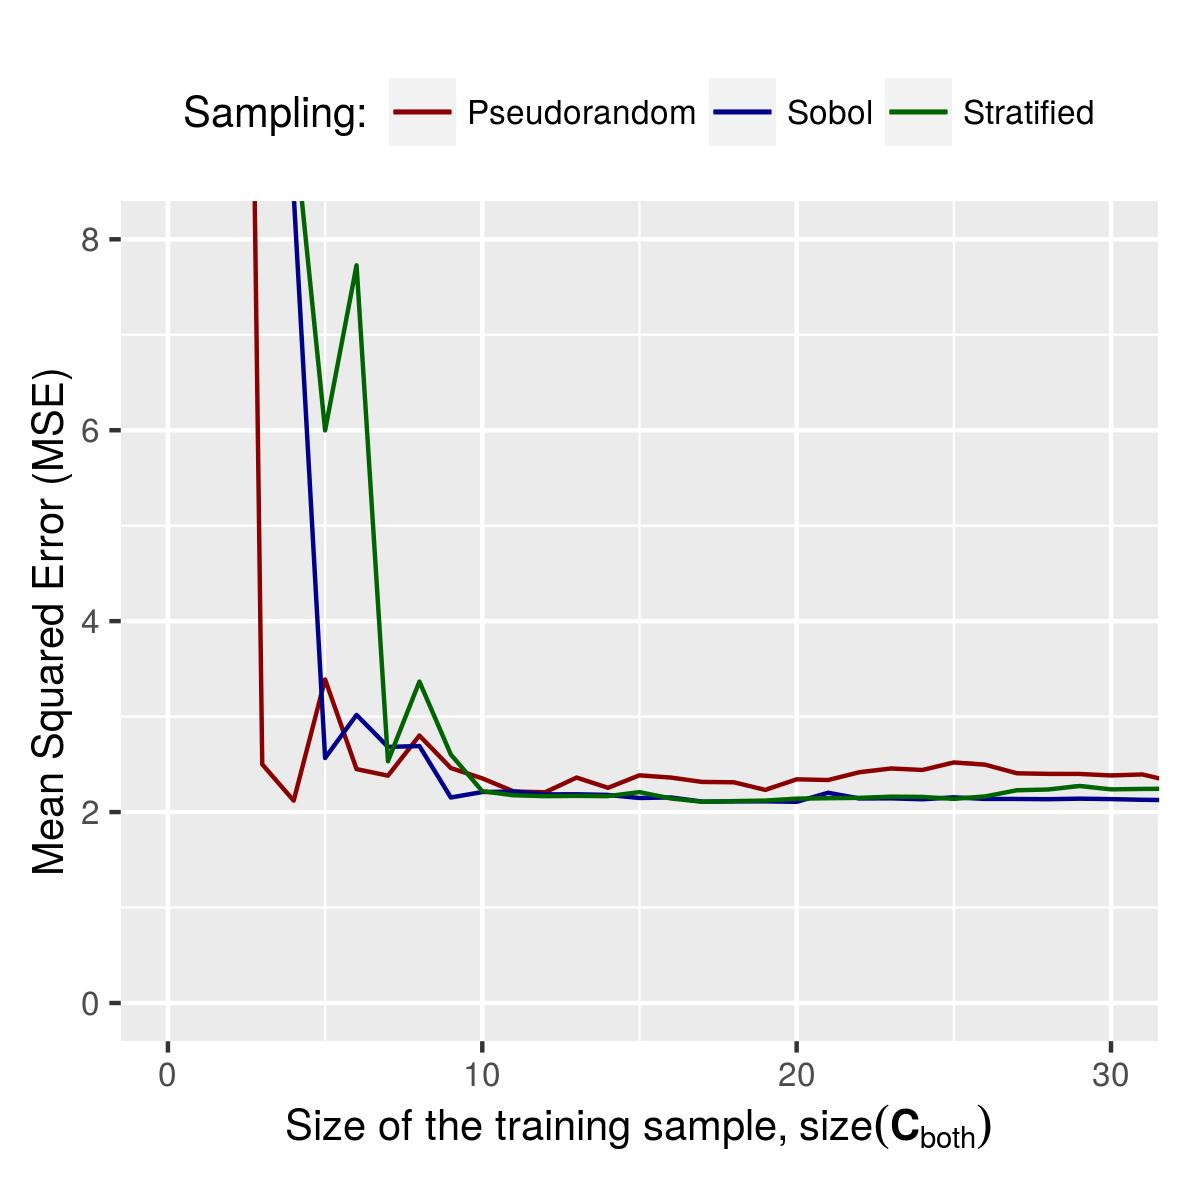 Sampling: Pseudorandom Sobol Stratified
8
6
4
2
0
Mean Squared Error (MSE)
0 10 20 30
Size of the training sample, size(C_both)